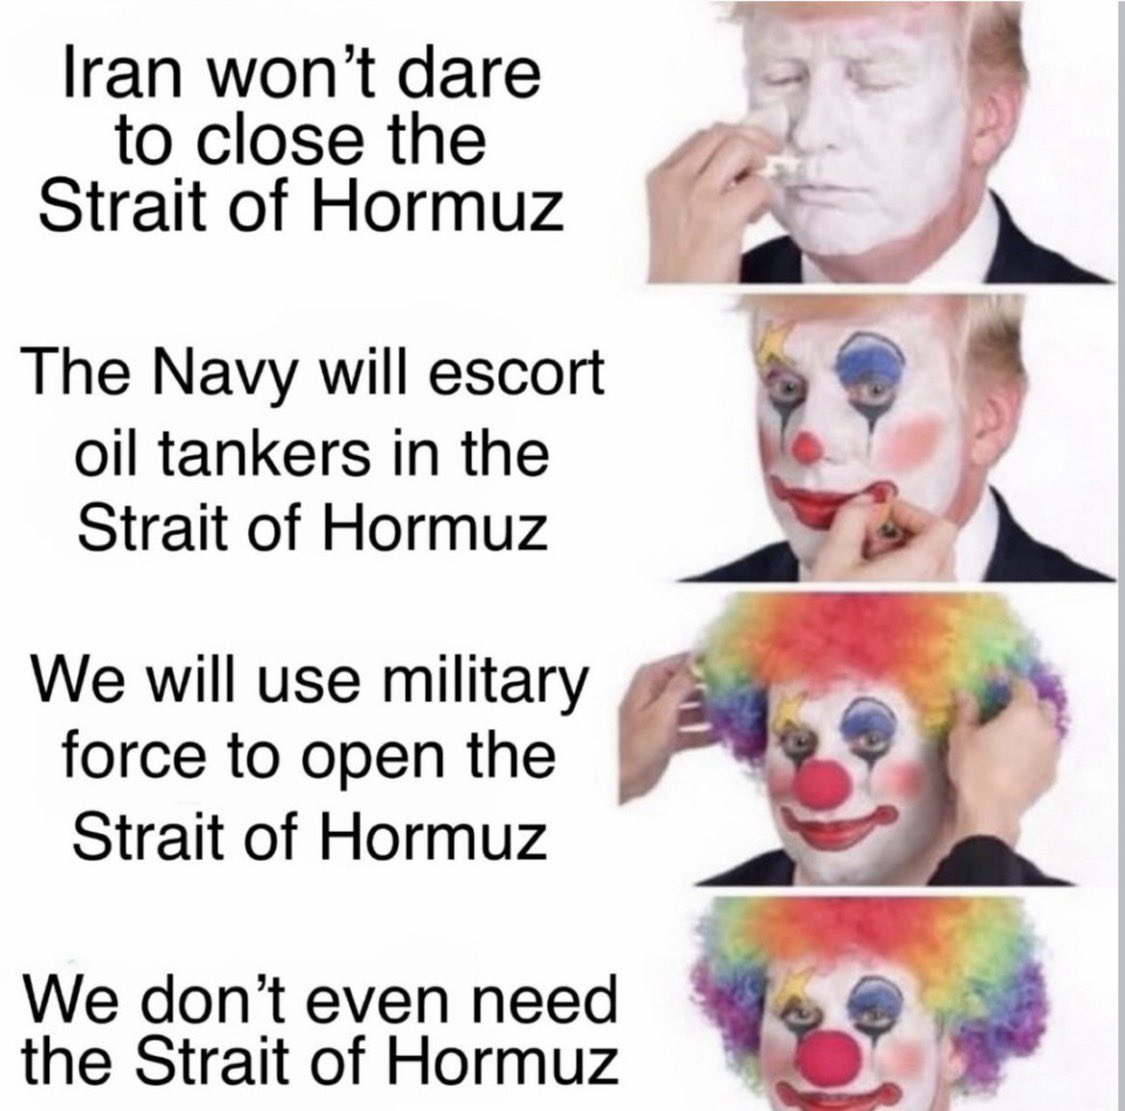 Iran won't dare
to close the
Strait of Hormuz
The Navy will escort
oil tankers in the
Strait of Hormuz
We will use military
force to open the
Strait of Hormuz
We don't even need
the Strait of Hormuz